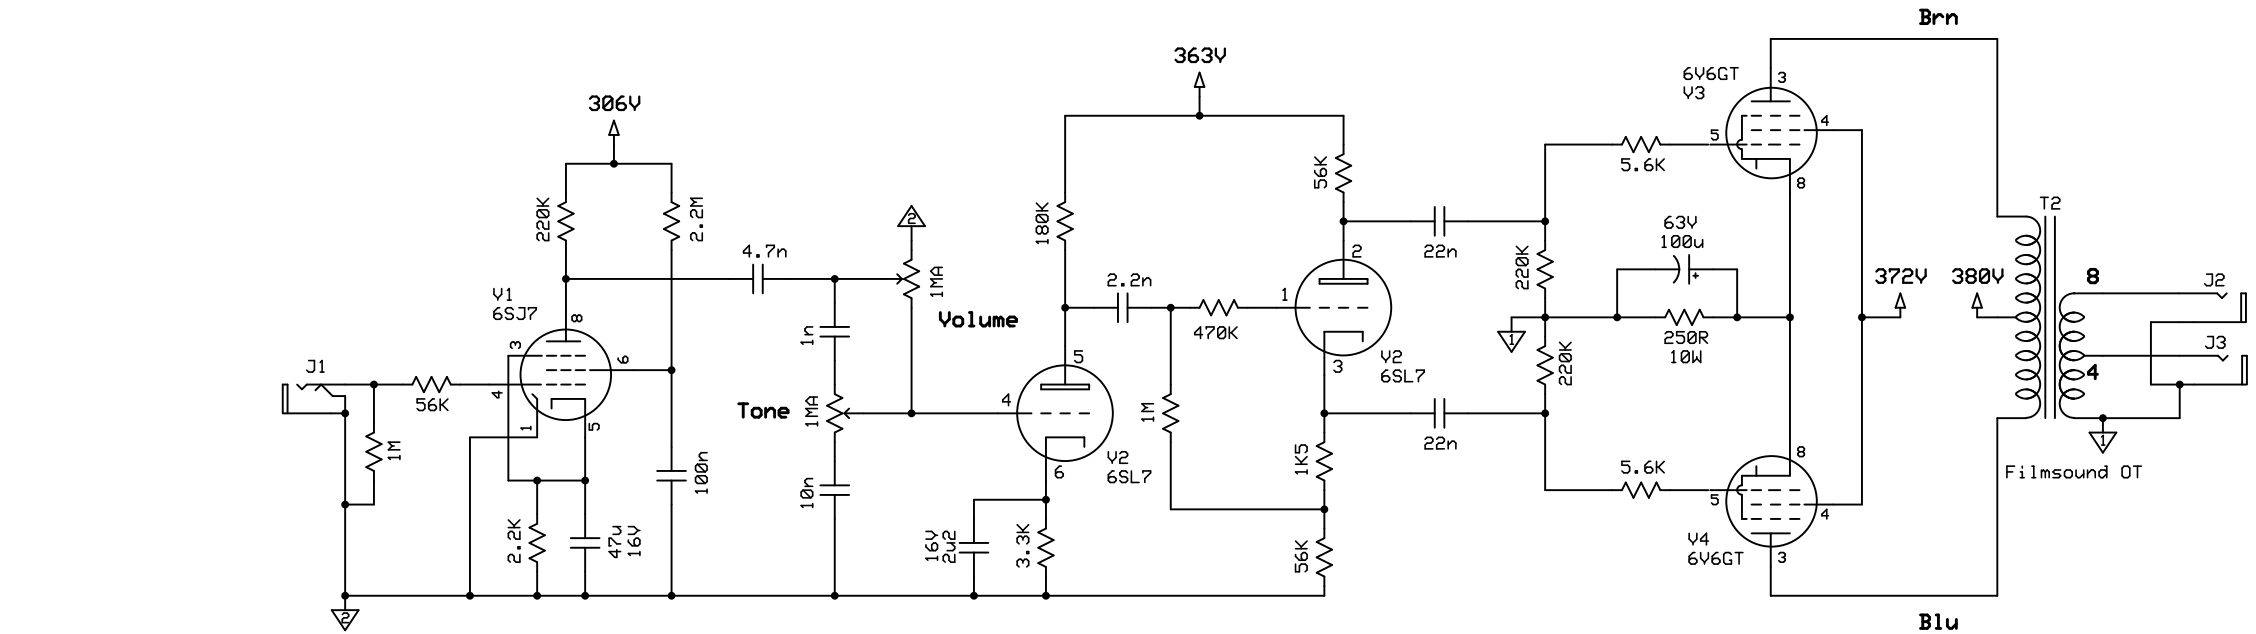 Brn
363V
306V
6V6GT
V3
3
4
5
8
5.6K
56K
220K
2.2M
180K
2
4.7n
1MA
Volume
2
22n
63V
100u
220K
T2
372V
380V
8
J2
V1
6SJ7
8
2.2n
1
470K
1
250R
10W
J3
3
6
1n
5
V2
6SL7
3
220K
4
J1
4
56K
Tone
1MA
4
1M
22n
1
1M
1
5
100n
10n
V2
6SL7
6
1K5
5.6K
8
5
4
Filmsound OT
2.2K
47u
16V
16V
2u2
3.3K
56K
V4
6V6GT
3
2
Blu